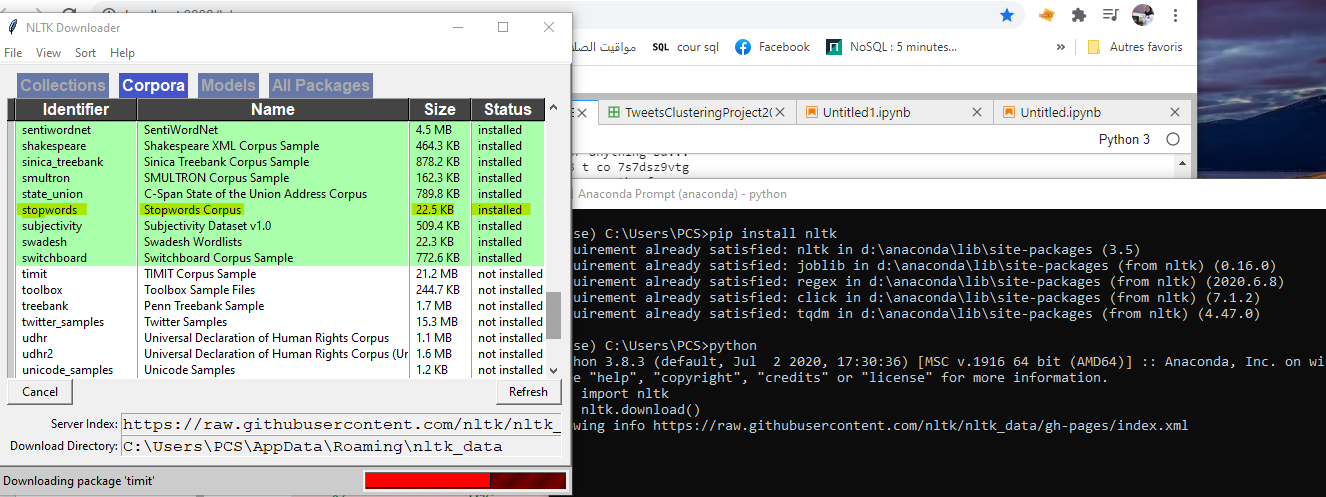 NLTK Downloader
File View Sort Help
Collections Corpora Models All Packages
Identifier Name Size Status
sentiwordnet SentiWordNet 4.5 MB installed
shakespeare Shakespeare XML Corpus Sample 464.3 KB installed
sinica_treebank Sinica Treebank Corpus Sample 878.2 KB installed
smultron SMULTRON Corpus Sample 162.3 KB installed
state_union C-Span State of the Union Address Corpus 789.8 KB installed
stopwords Stopwords Corpus 22.5 KB installed
subjectivity Subjectivity Dataset v1.0 509.4 KB installed
swadesh Swadesh Wordlists 22.3 KB installed
switchboard Switchboard Corpus Sample 772.6 KB installed
timit TIMIT Corpus Sample 21.2 MB not installed
toolbox Toolbox Sample Files 244.7 KB not installed
treebank Penn Treebank Sample 1.7 MB not installed
twitter_samples Twitter Samples 15.3 MB not installed
udhr Universal Declaration of Human Rights Corpus 1.1 MB not installed
udhr2 Universal Declaration of Human Rights Corpus (Ur 1.6 MB not installed
unicode_samples Unicode Samples 1.2 KB not installed
Cancel Refresh
Server Index: https://raw.githubusercontent.com/nltk/nltk_
Download Directory: C:\Users\PCS\AppData\Roaming\nltk_data
Downloading package 'timit'
مواقيت الصلا SQL cour sql Facebook NoSQL : 5 minutes... » Autres favoris
TweetsClusteringProject20 Untitled1.ipynb Untitled.ipynb
Python 3
t co 7s7dsz9vtg
Anaconda Prompt (anaconda) - python
se) C:\Users\PCS>pip install nltk
uirement already satisfied: nltk in d:\anaconda\lib\site-packages (3.5)
uirement already satisfied: joblib in d:\anaconda\lib\site-packages (from nltk) (0.16.0)
uirement already satisfied: regex in d:\anaconda\lib\site-packages (from nltk) (2020.6.8)
uirement already satisfied: click in d:\anaconda\lib\site-packages (from nltk) (7.1.2)
uirement already satisfied: tqdm in d:\anaconda\lib\site-packages (from nltk) (4.47.0)
se) C:\Users\PCS>python
hon 3.8.3 (default, Jul 2 2020, 17:30:36) [MSC v.1916 64 bit (AMD64)] :: Anaconda, Inc. on wi
e "help", "copyright", "credits" or "license" for more information.
import nltk
nltk.download()
wing info https://raw.githubusercontent.com/nltk/nltk_data/gh-pages/index.xml